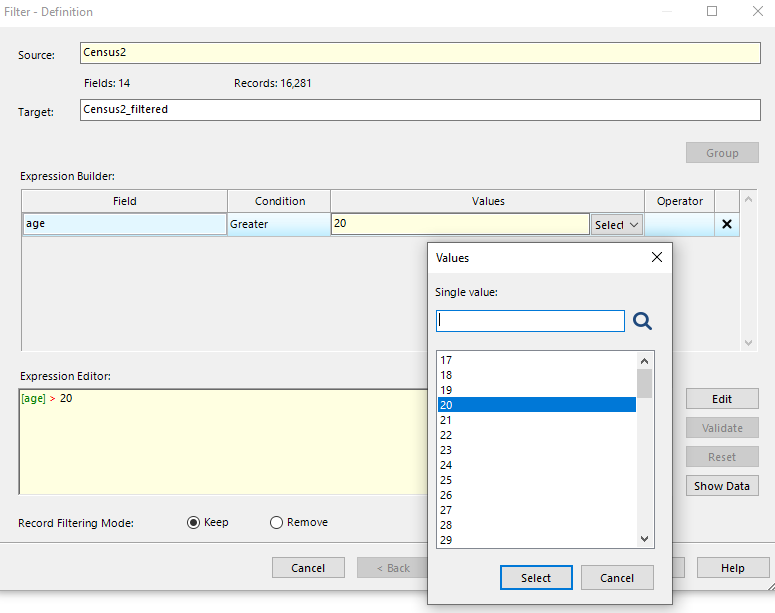 Filter - Definition
Source: Census2
Fields: 14 Records: 16,281
Target: Census2_filtered
Group
Expression Builder:
Field Condition Values Operator
age Greater 20 Select
Values
Single value:
17
18
19
20
21
22
23
24
25
26
27
28
29
Select Cancel
Expression Editor:
[age] > 20
Edit
Validate
Reset
Show Data
Record Filtering Mode: Keep Remove
Cancel < Back Help